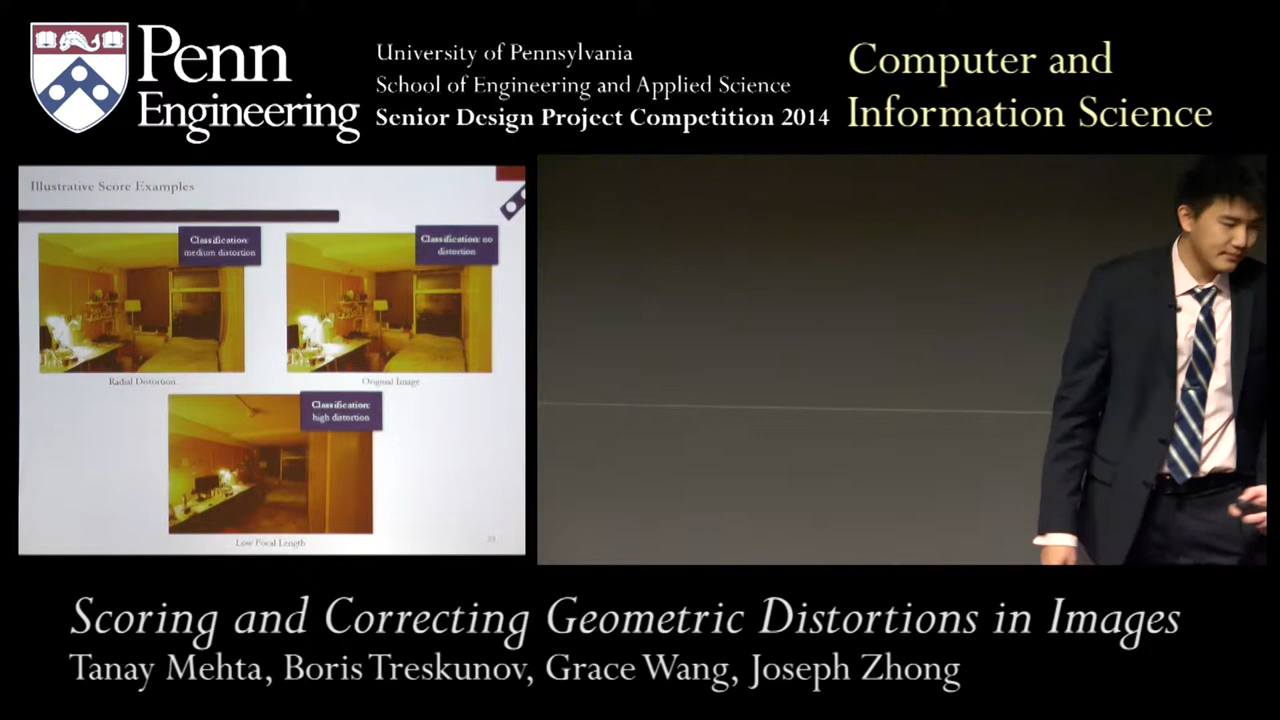 Penn
Engineering
University of Pennsylvania
School of Engineering and Applied Science
Senior Design Project Competition 2014
Computer and
Information Science
Illustrative Score Examples
Classification:
medium distortion
Classification: no
distortion
Radial Distortion
Original Image
Classification:
high distortion
Low Focal Length
Scoring and Correcting Geometric Distortions in Images
Tanay Mehta, Boris Treskunov, Grace Wang, Joseph Zhong